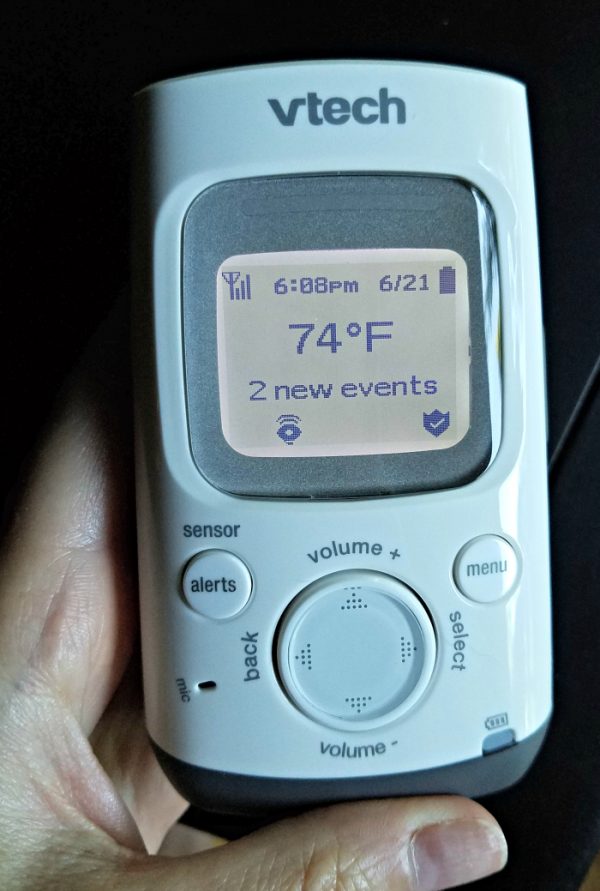 vtech
6:08pm 6/21
74°F
2 new events
sensor
alerts
volume +
menu
back
select
mic
volume -